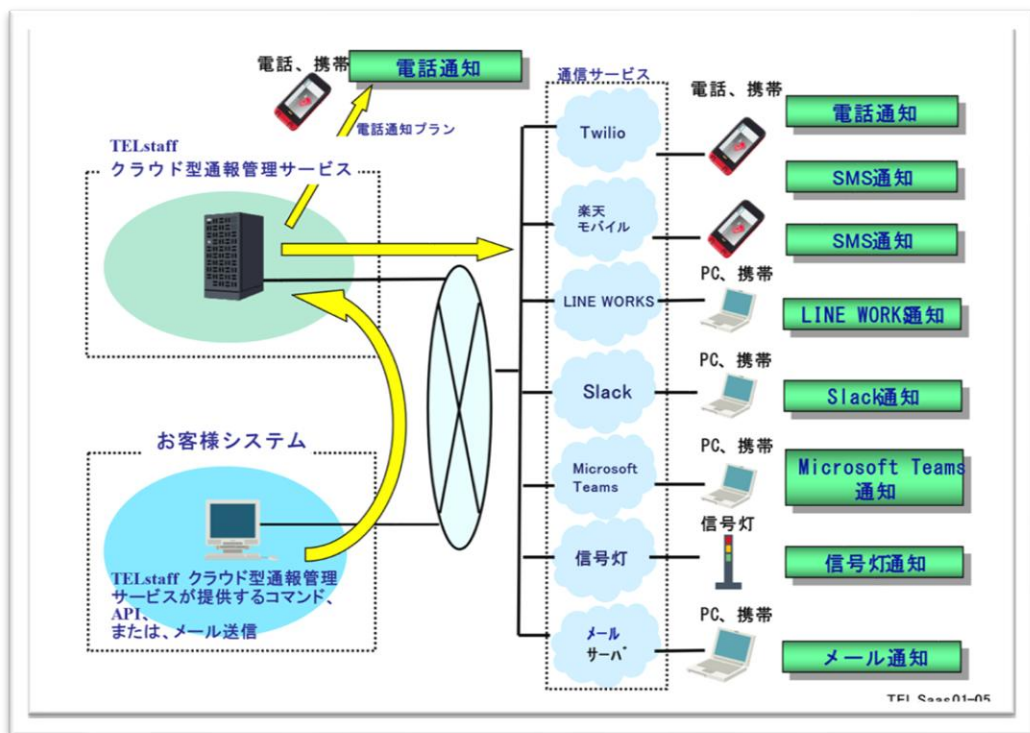 電話、携帯
電話通知
電話通知プラン
TELstaff
クラウド型通報管理サービス
お客様システム
TELstaff クラウド型通報管理
サービスが提供するコマンド、
API、
または、メール送信
通信サービス
Twilio
楽天
モバイル
LINE WORKS
Slack
Microsoft
Teams
信号灯
メール
サーバ
電話、携帯
電話通知
SMS通知
SMS通知
PC、携帯
LINE WORKS通知
PC、携帯
Slack通知
PC、携帯
Microsoft Teams
通知
信号灯
信号灯通知
PC、携帯
メール通知
TELSaas01-05